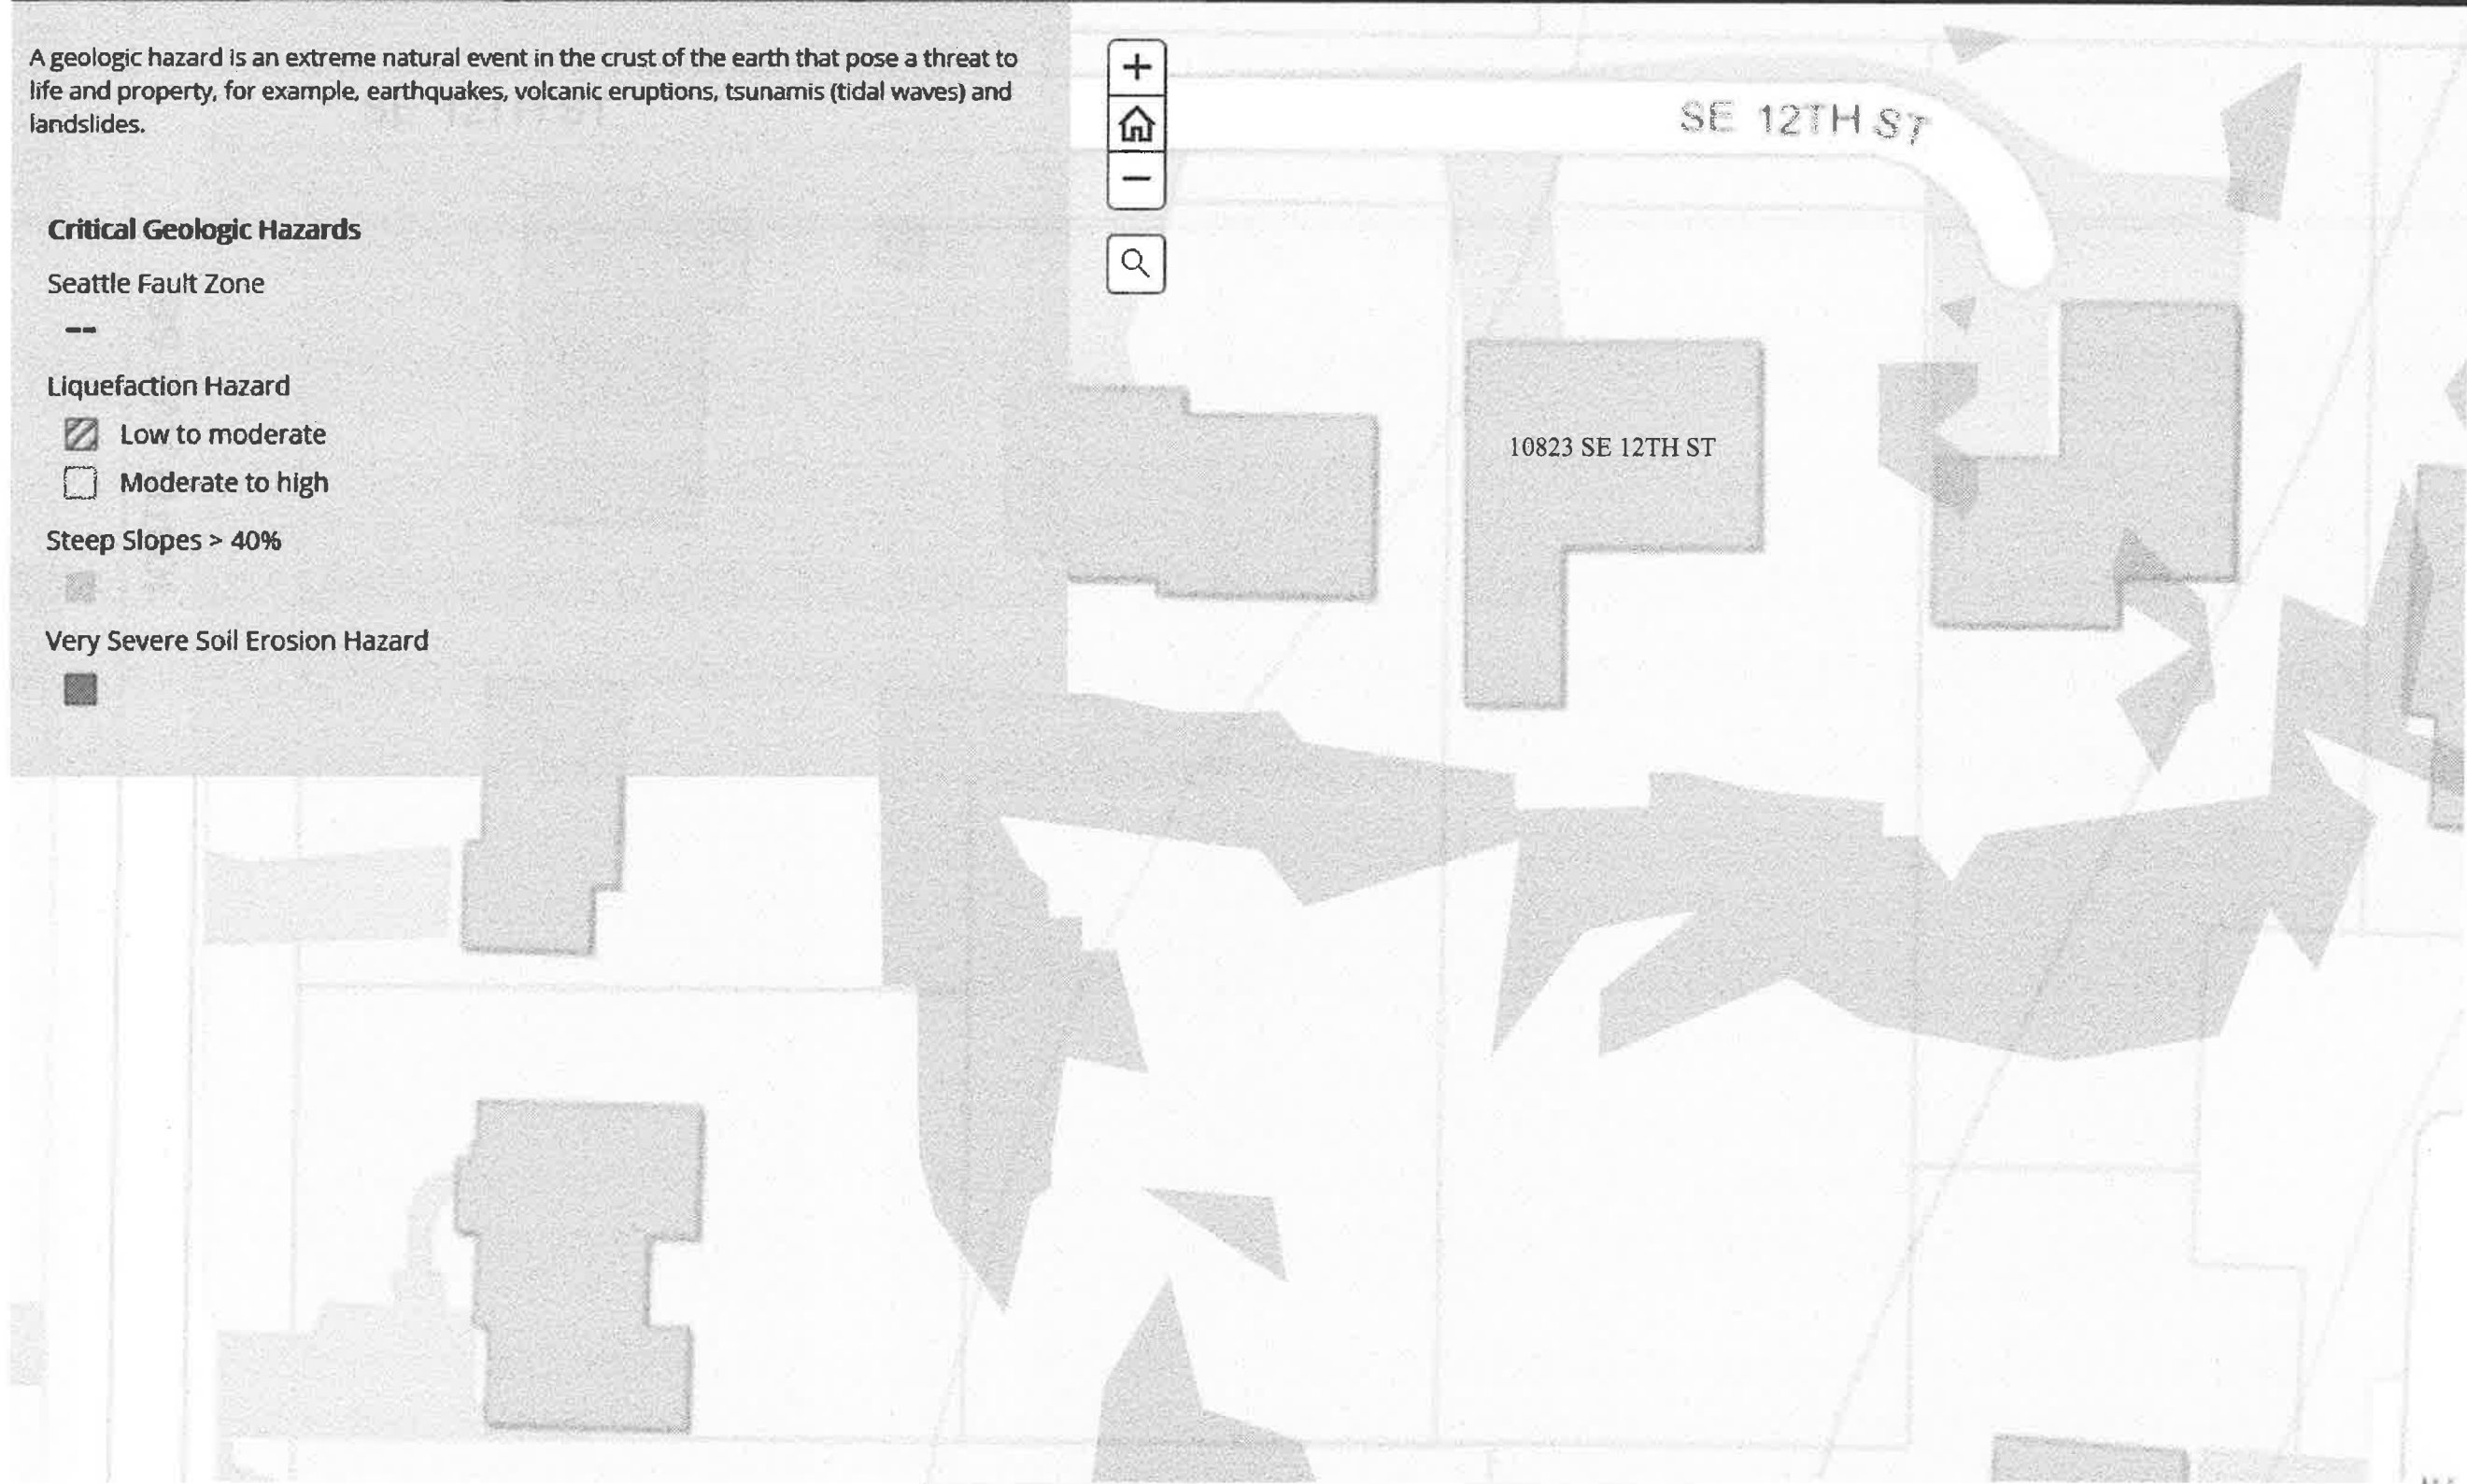 A geologic hazard is an extreme natural event in the crust of the earth that pose a threat to
life and property, for example, earthquakes, volcanic eruptions, tsunamis (tidal waves) and
landslides.
Critical Geologic Hazards
Seattle Fault Zone
Liquefaction Hazard
Low to moderate
Moderate to high
Steep Slopes > 40%
Very Severe Soil Erosion Hazard
+
−
SE 12TH ST
10823 SE 12TH ST